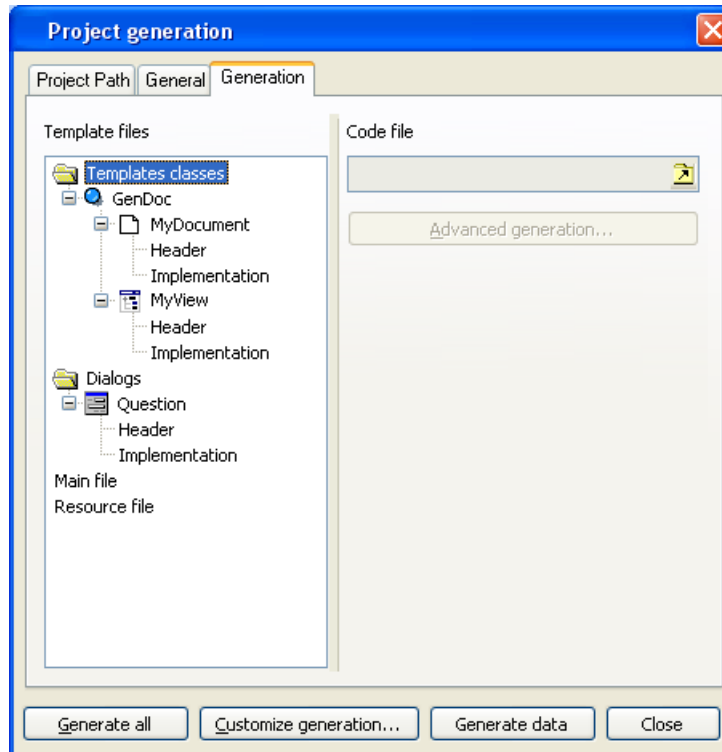 Project generation
Project Path General Generation
Template files
Code file
Templates classes
GenDoc
MyDocument
Header
Implementation
MyView
Header
Implementation
Dialogs
Question
Header
Implementation
Main file
Resource file
Advanced generation...
Generate all Customize generation... Generate data Close